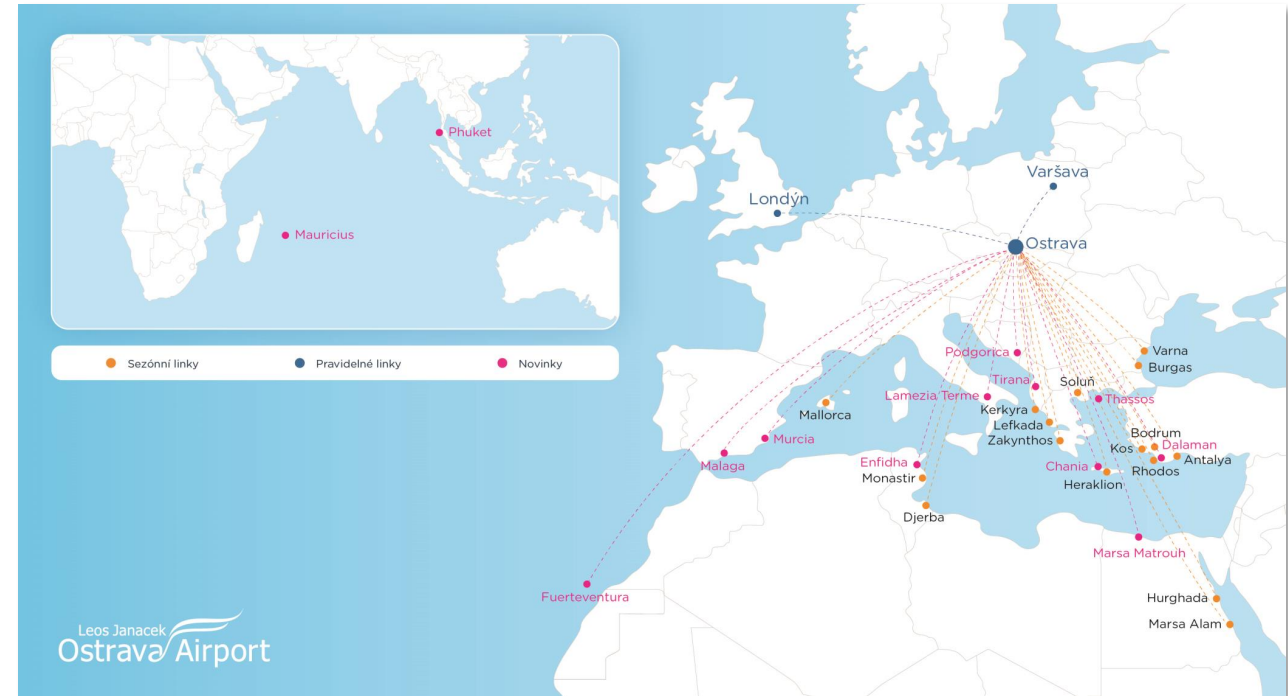 Phuket
Mauricius
Sezónní linky
Pravidelné linky
Novinky
Londýn
Varšava
Ostrava
Podgorica
Varna
Burgas
Tirana
Soluň
Lamezia Terme
Thassos
Mallorca
Kerkyra
Lefkada
Zakynthos
Bodrum
Murcia
Kos
Dalaman
Malaga
Enfidha
Chania
Rhodos
Antalya
Monastir
Heraklion
Djerba
Marsa Matrouh
Fuerteventura
Hurghada
Marsa Alam
Leos Janacek
Ostrava Airport